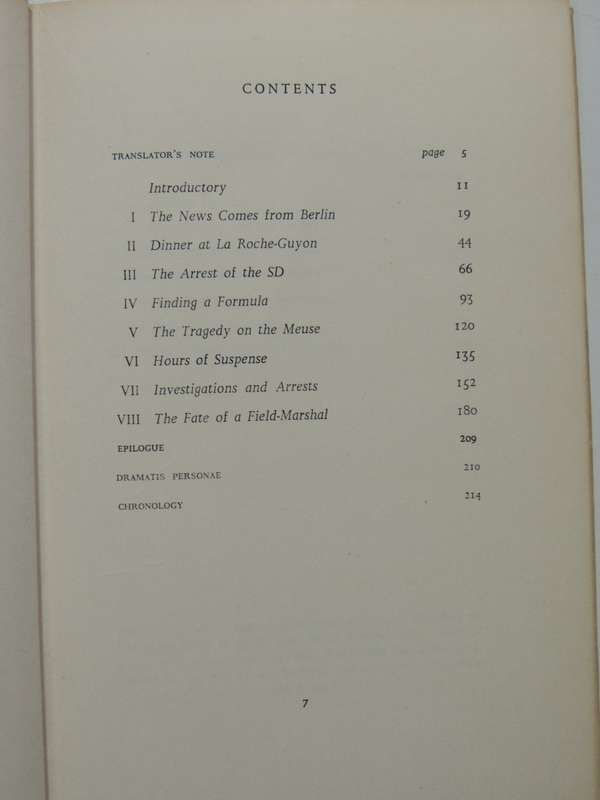 CONTENTS
TRANSLATOR'S NOTE page 5
Introductory 11
I The News Comes from Berlin 19
II Dinner at La Roche-Guyon 44
III The Arrest of the SD 66
IV Finding a Formula 93
V The Tragedy on the Meuse 120
VI Hours of Suspense 135
VII Investigations and Arrests 152
VIII The Fate of a Field-Marshal 180
EPILOGUE 209
DRAMATIS PERSONAE 210
CHRONOLOGY 214
7